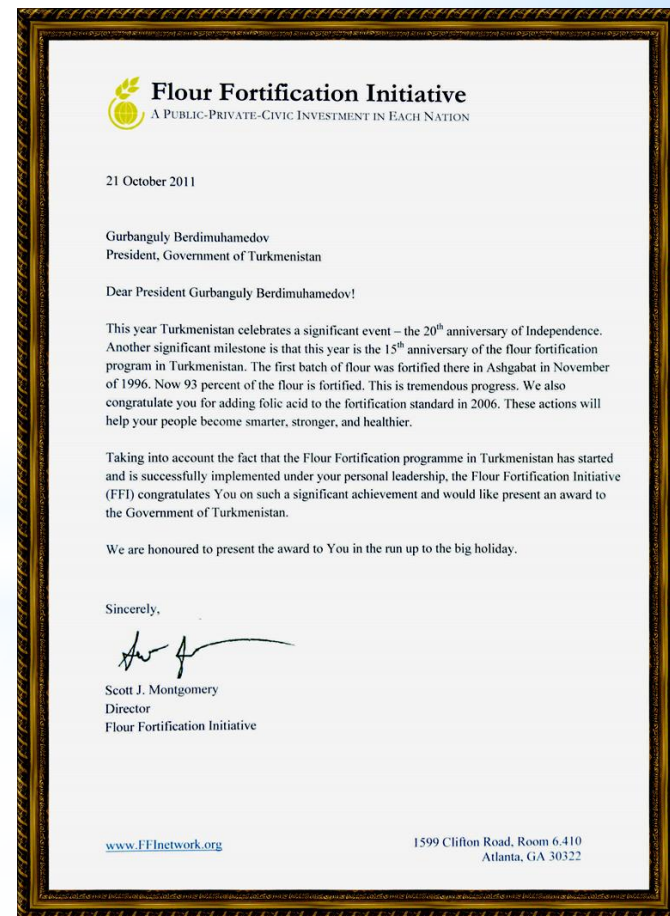 Flour Fortification Initiative
A PUBLIC-PRIVATE-CIVIC INVESTMENT IN EACH NATION
21 October 2011
Gurbanguly Berdimuhamedov
President, Government of Turkmenistan
Dear President Gurbanguly Berdimuhamedov!
This year Turkmenistan celebrates a significant event – the 20th anniversary of Independence.
Another significant milestone is that this year is the 15th anniversary of the flour fortification
program in Turkmenistan. The first batch of flour was fortified there in Ashgabat in November
of 1996. Now 93 percent of the flour is fortified. This is tremendous progress. We also
congratulate you for adding folic acid to the fortification standard in 2006. These actions will
help your people become smarter, stronger, and healthier.
Taking into account the fact that the Flour Fortification programme in Turkmenistan has started
and is successfully implemented under your personal leadership, the Flour Fortification Initiative
(FFI) congratulates You on such a significant achievement and would like present an award to
the Government of Turkmenistan.
We are honoured to present the award to You in the run up to the big holiday.
Sincerely,
Scott J. Montgomery
Director
Flour Fortification Initiative
www.FFInetwork.org
1599 Clifton Road, Room 6.410
Atlanta, GA 30322